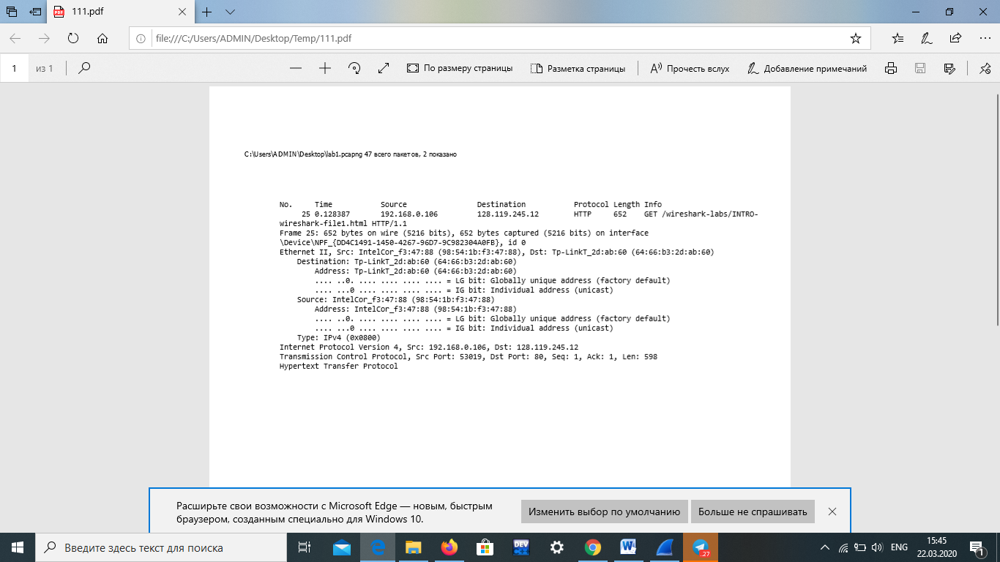 111.pdf
file:///C:/Users/ADMIN/Desktop/Temp/111.pdf
1 из 1 По размеру страницы Разметка страницы Прочесть вслух Добавление примечаний
C:\Users\ADMIN\Desktop\lab1.pcapng 47 всего пакетов, 2 показано
No. Time Source Destination Protocol Length Info
25 0.128387 192.168.0.106 128.119.245.12 HTTP 652 GET /wireshark-labs/INTRO-
wireshark-file1.html HTTP/1.1
Frame 25: 652 bytes on wire (5216 bits), 652 bytes captured (5216 bits) on interface
\Device\NPF_{DD4C1491-1450-4267-96D7-9C982304A0FB}, id 0
Ethernet II, Src: IntelCor_f3:47:88 (98:54:1b:f3:47:88), Dst: Tp-LinkT_2d:ab:60 (64:66:b3:2d:ab:60)
Destination: Tp-LinkT_2d:ab:60 (64:66:b3:2d:ab:60)
Address: Tp-LinkT_2d:ab:60 (64:66:b3:2d:ab:60)
.... ..0. .... .... .... .... = LG bit: Globally unique address (factory default)
.... ...0 .... .... .... .... = IG bit: Individual address (unicast)
Source: IntelCor_f3:47:88 (98:54:1b:f3:47:88)
Address: IntelCor_f3:47:88 (98:54:1b:f3:47:88)
.... ..0. .... .... .... .... = LG bit: Globally unique address (factory default)
.... ...0 .... .... .... .... = IG bit: Individual address (unicast)
Type: IPv4 (0x0800)
Internet Protocol Version 4, Src: 192.168.0.106, Dst: 128.119.245.12
Transmission Control Protocol, Src Port: 53019, Dst Port: 80, Seq: 1, Ack: 1, Len: 598
Hypertext Transfer Protocol
Расширьте свои возможности с Microsoft Edge — новым, быстрым
браузером, созданным специально для Windows 10.
Изменить выбор по умолчанию Больше не спрашивать
Введите здесь текст для поиска
DEV
ENG
15:45
22.03.2020
1